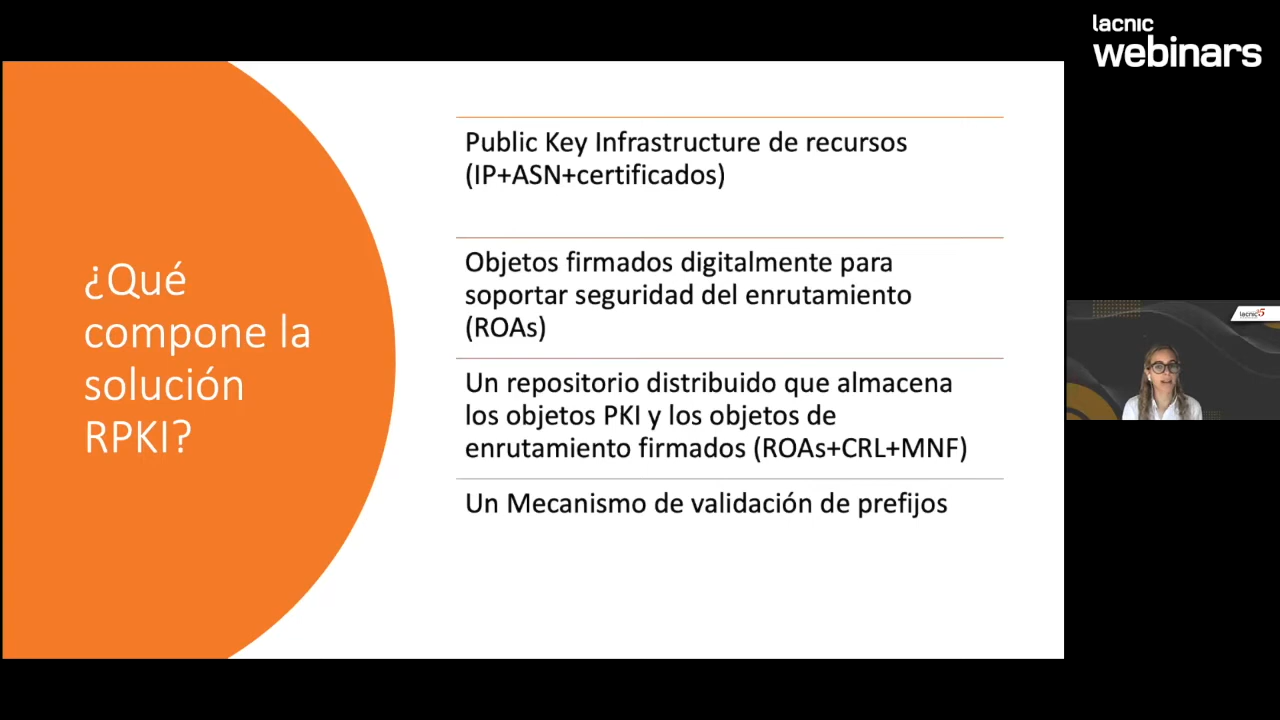 lacnic
webinars
¿Qué
compone la
solución
RPKI?
Public Key Infrastructure de recursos
(IP+ASN+certificados)
Objetos firmados digitalmente para
soportar seguridad del enrutamiento
(ROAs)
Un repositorio distribuido que almacena
los objetos PKI y los objetos de
enrutamiento firmados (ROAs+CRL+MNF)
Un Mecanismo de validación de prefijos
lacnic